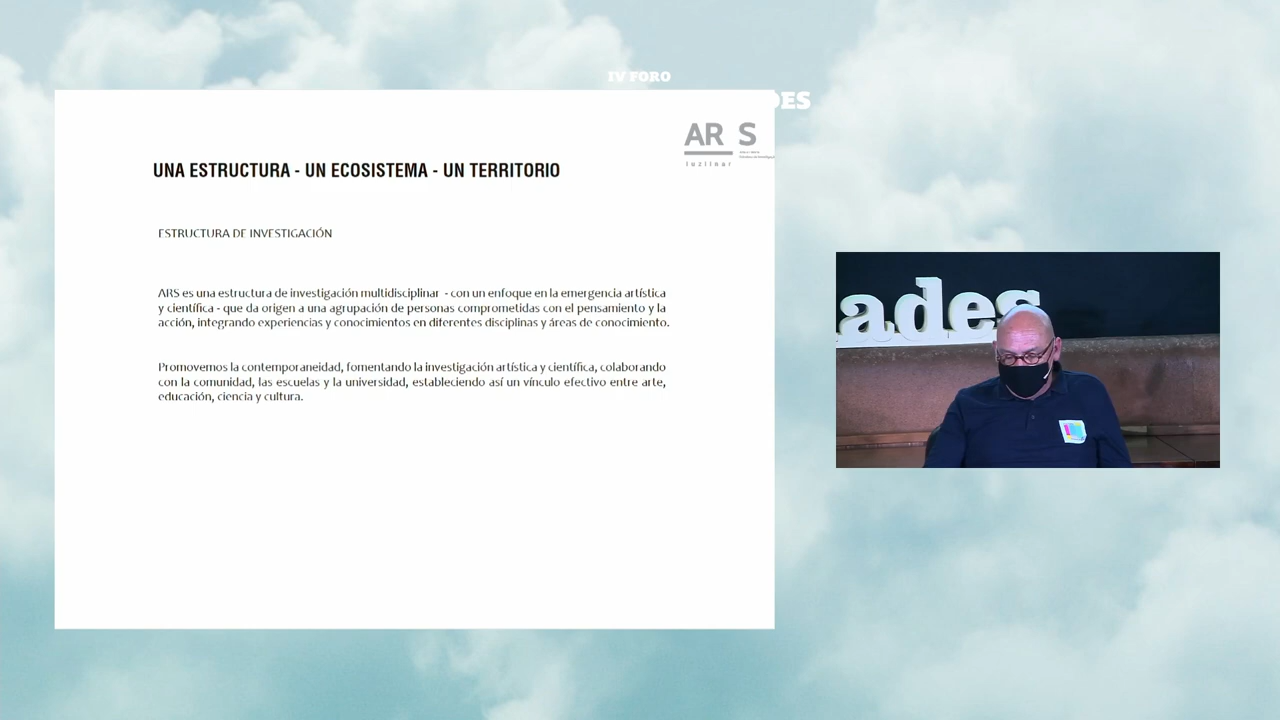 IV FORO
DES
AR S
luzlinar
UNA ESTRUCTURA - UN ECOSISTEMA - UN TERRITORIO
ESTRUCTURA DE INVESTIGACIÓN
ARS es una estructura de investigación multidisciplinar - con un enfoque en la emergencia artística
y científica - que da origen a una agrupación de personas comprometidas con el pensamiento y la
acción, integrando experiencias y conocimientos en diferentes disciplinas y áreas de conocimiento.
Promovemos la contemporaneidad, fomentando la investigación artística y científica, colaborando
con la comunidad, las escuelas y la universidad, estableciendo así un vínculo efectivo entre arte,
educación, ciencia y cultura.
ades